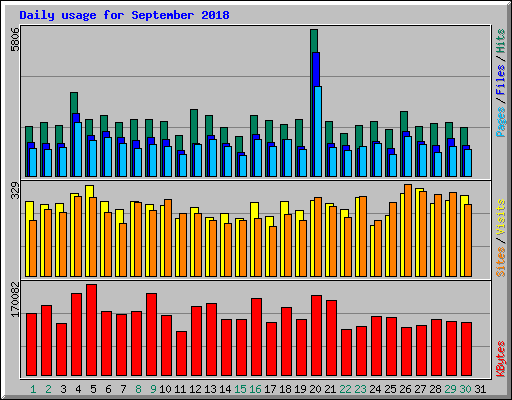 Daily usage for September 2018
5806
Pages / Files / Hits
329
Sites / Visits
170082
KBytes
1 2 3 4 5 6 7 8 9 10 11 12 13 14 15 16 17 18 19 20 21 22 23 24 25 26 27 28 29 30 31